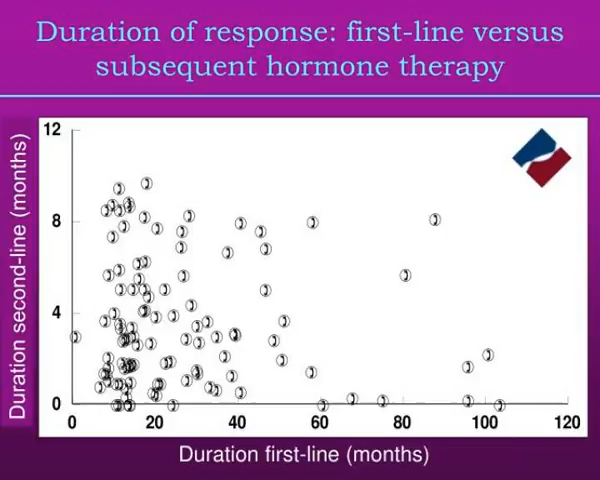 Duration of response: first-line versus
subsequent hormone therapy
Duration second-line (months)
12
8
4
0
0 20 40 60 80 100 120
Duration first-line (months)